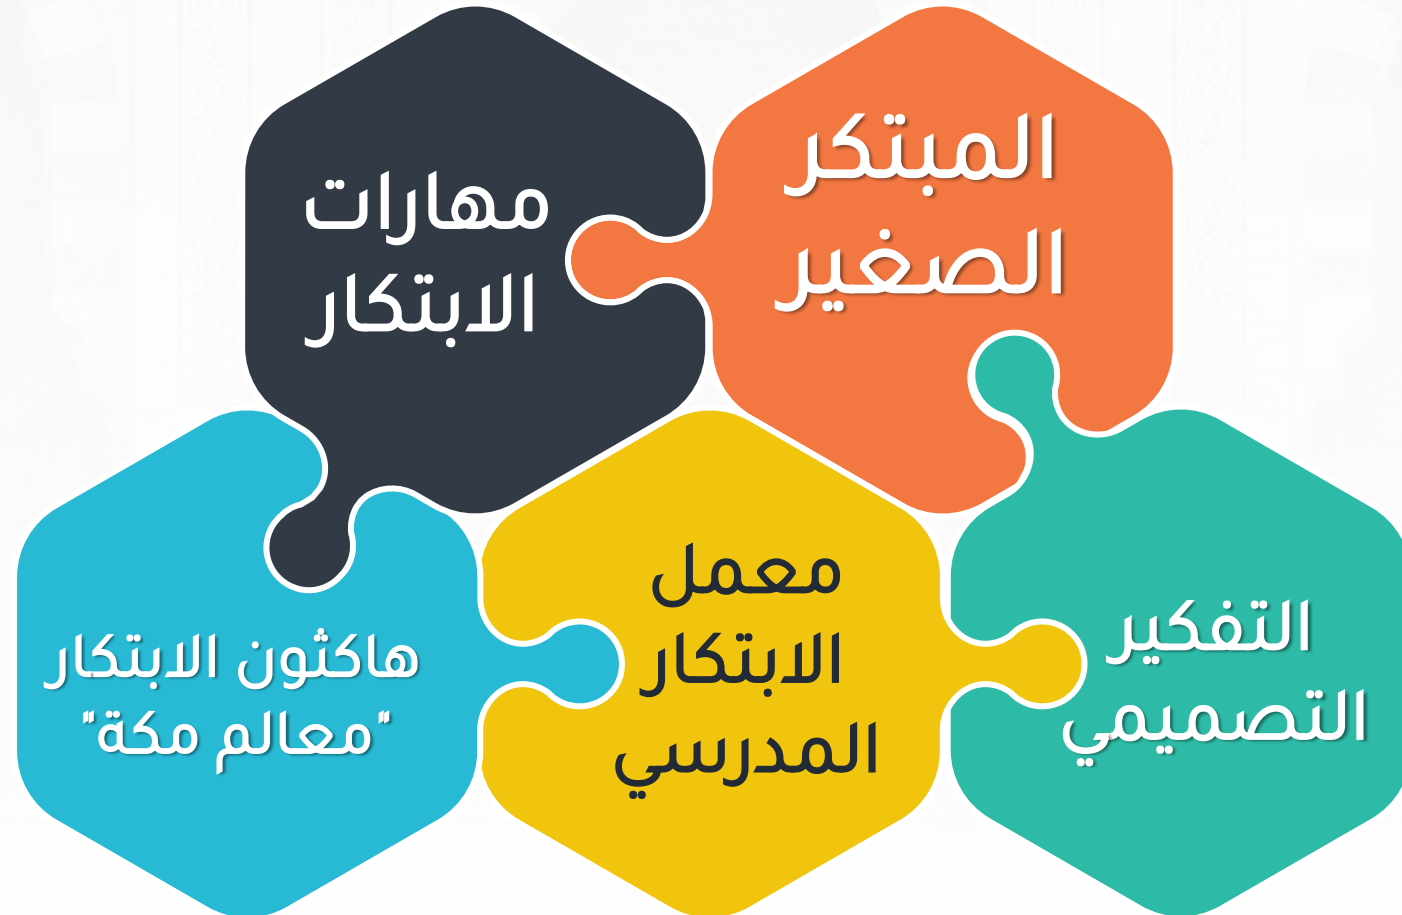 المبتكر
الصغير
مهارات
الابتكار
التفكير
التصميمي
معمل
الابتكار
المدرسي
هاكثون الابتكار
"معالم مكة"